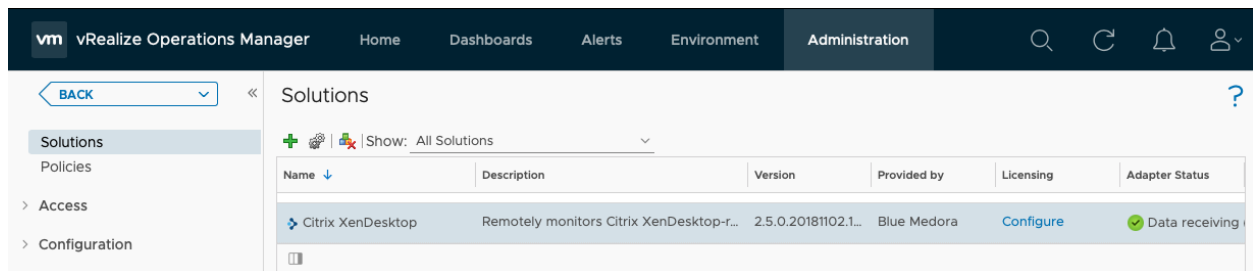 vm vRealize Operations Manager Home Dashboards Alerts Environment Administration
BACK
Solutions
?
Solutions
Policies
Access
Configuration
Show: All Solutions
Name Description Version Provided by Licensing Adapter Status
Citrix XenDesktop Remotely monitors Citrix XenDesktop-r... 2.5.0.20181102.1... Blue Medora Configure Data receiving